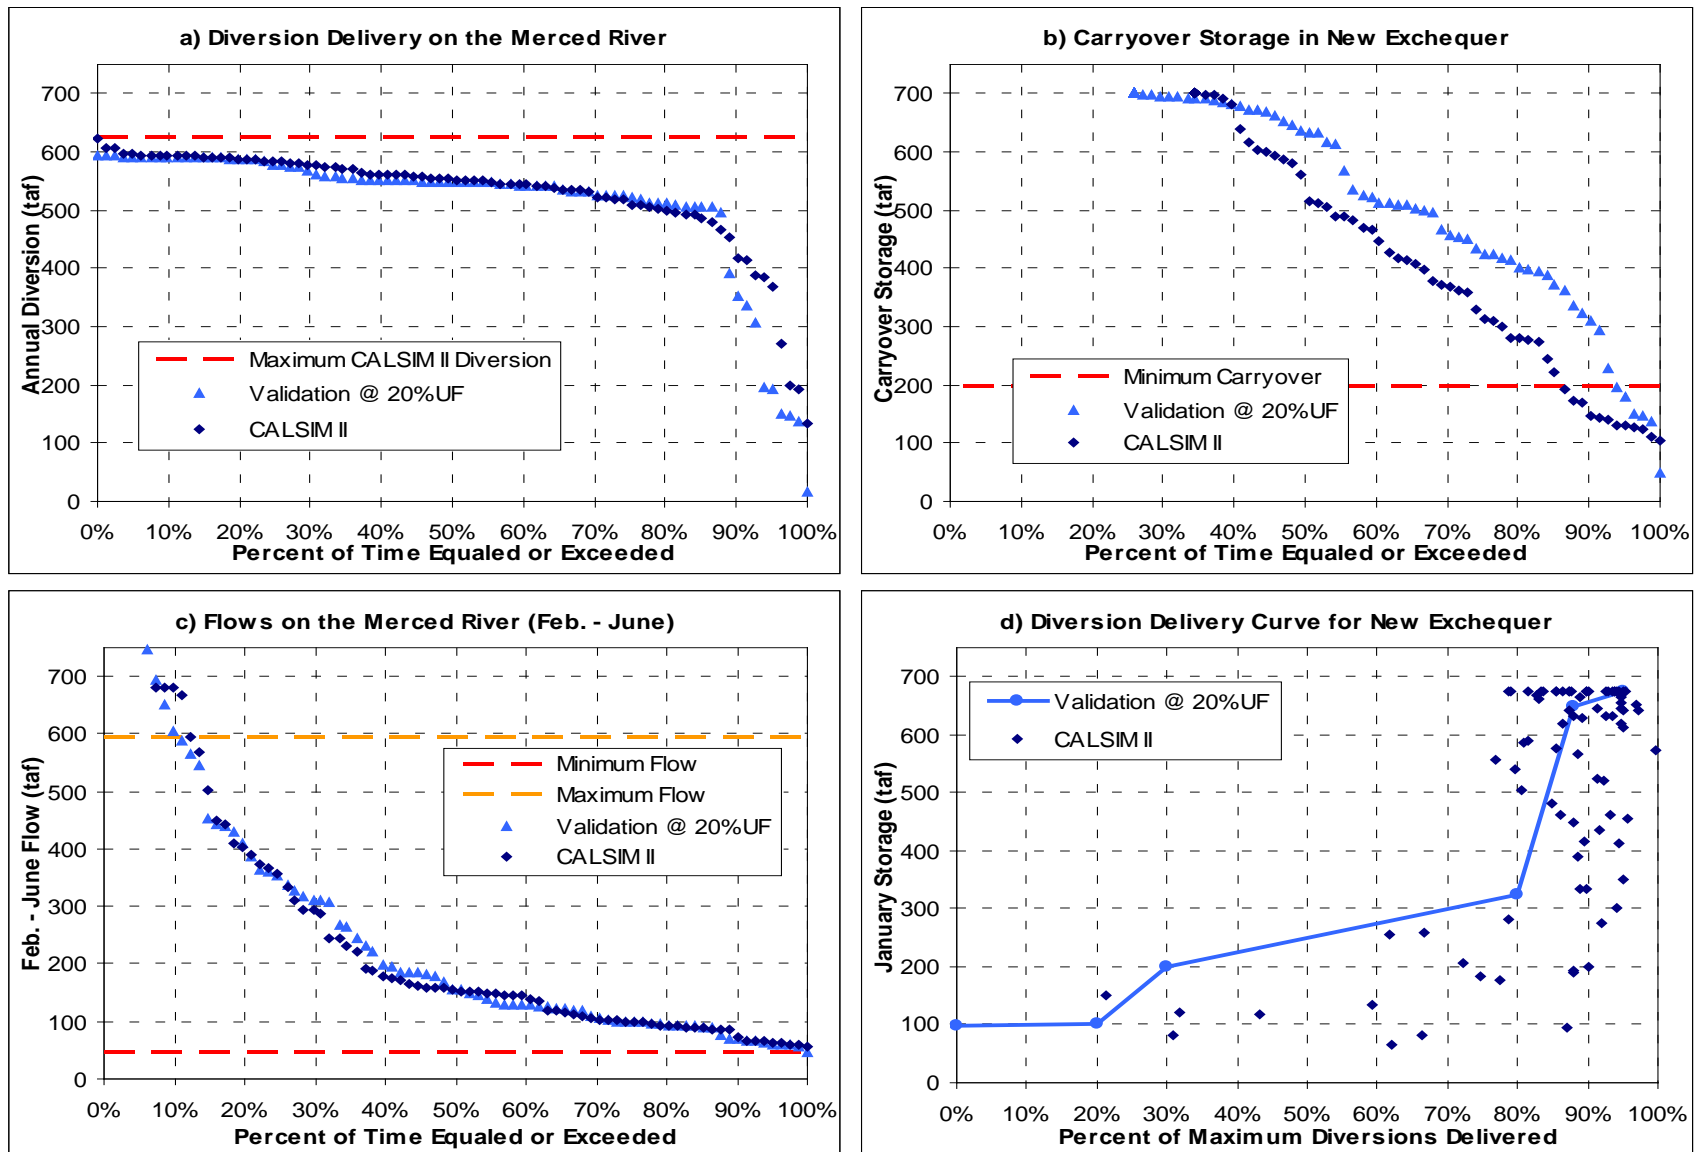 a) Diversion Delivery on the Merced River
Annual Diversion (taf)
700
600
500
400
300
200
100
0
Maximum CALSIM II Diversion
Validation @ 20%UF
CALSIM II
0% 10% 20% 30% 40% 50% 60% 70% 80% 90% 100%
Percent of Time Equaled or Exceeded
b) Carryover Storage in New Exchequer
Carryover Storage (taf)
700
600
500
400
300
200
100
0
Minimum Carryover
Validation @ 20%UF
CALSIM II
0% 10% 20% 30% 40% 50% 60% 70% 80% 90% 100%
Percent of Time Equaled or Exceeded
c) Flows on the Merced River (Feb. - June)
Feb. - June Flow (taf)
700
600
500
400
300
200
100
0
Minimum Flow
Maximum Flow
Validation @ 20%UF
CALSIM II
0% 10% 20% 30% 40% 50% 60% 70% 80% 90% 100%
Percent of Time Equaled or Exceeded
d) Diversion Delivery Curve for New Exchequer
January Storage (taf)
700
600
500
400
300
200
100
0
Validation @ 20%UF
CALSIM II
0% 10% 20% 30% 40% 50% 60% 70% 80% 90% 100%
Percent of Maximum Diversions Delivered